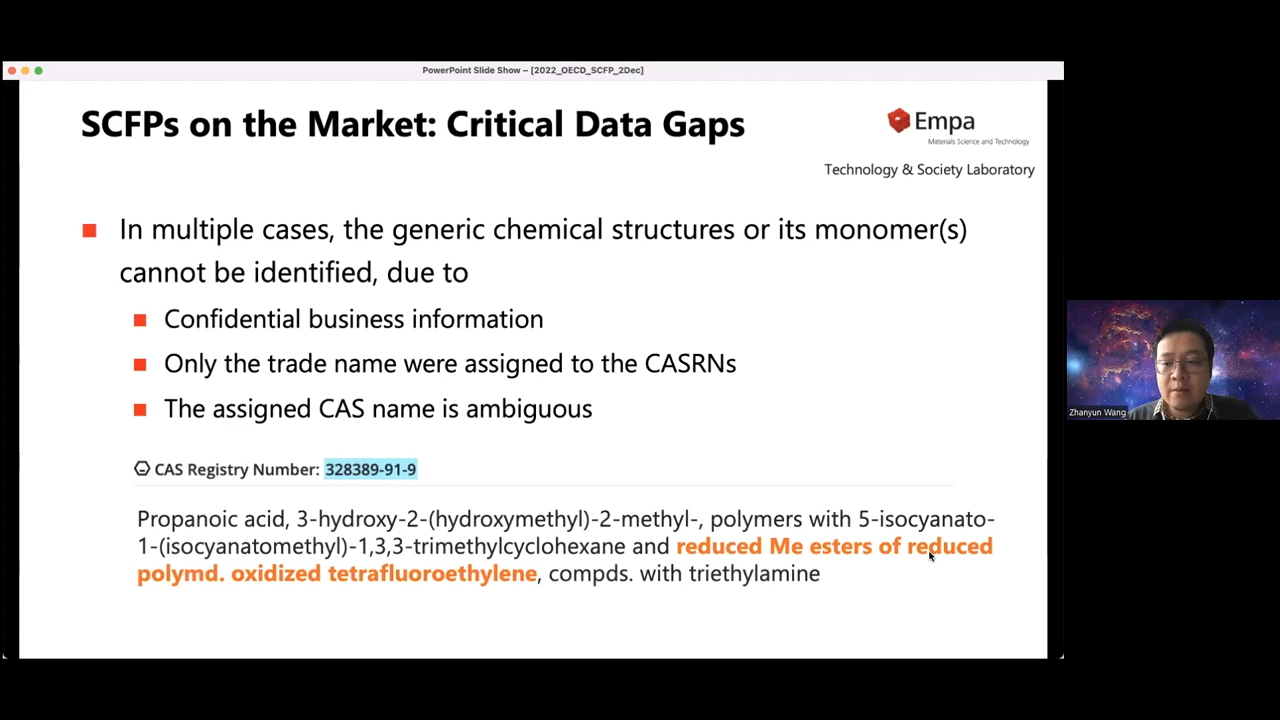 PowerPoint Slide Show – [2022_OECD_SCFP_2Dec]
SCFPs on the Market: Critical Data Gaps
Empa
Materials Science and Technology
Technology & Society Laboratory
In multiple cases, the generic chemical structures or its monomer(s)
cannot be identified, due to
Confidential business information
Only the trade name were assigned to the CASRNs
The assigned CAS name is ambiguous
CAS Registry Number: 328389-91-9
Propanoic acid, 3-hydroxy-2-(hydroxymethyl)-2-methyl-, polymers with 5-isocyanato-
1-(isocyanatomethyl)-1,3,3-trimethylcyclohexane and reduced Me esters of reduced
polymd. oxidized tetrafluoroethylene, compds. with triethylamine
Zhanyun Wang